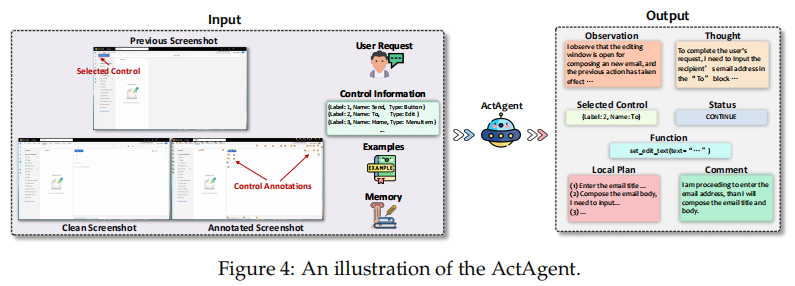 Input
Previous Screenshot
Selected Control
Clean Screenshot
Annotated Screenshot
Control Annotations
User Request
Control Information
{Label: 1, Name: Send, Type: Button }
{Label: 2, Name: To, Type: Edit }
{Label: 3, Name: Home, Type: MenuItem }
...
Examples
EXAMPLE
Memory
ActAgent
Output
Observation
I observe that the editing
window is open for
composing an new email, and
the previous action has taken
effect ...
Thought
To complete the user's
request, I need to input the
recipient's email address in
the "To" block ...
Selected Control
{Label: 2, Name: To}
Status
CONTINUE
Function
set_edit_text(text= "..." )
Local Plan
(1) Enter the email title ...
(2) Compose the email body,
I need to input...
(3) ...
Comment
I am proceeding to enter the
email address, than I will
compose the email title and
body.
Figure 4: An illustration of the ActAgent.